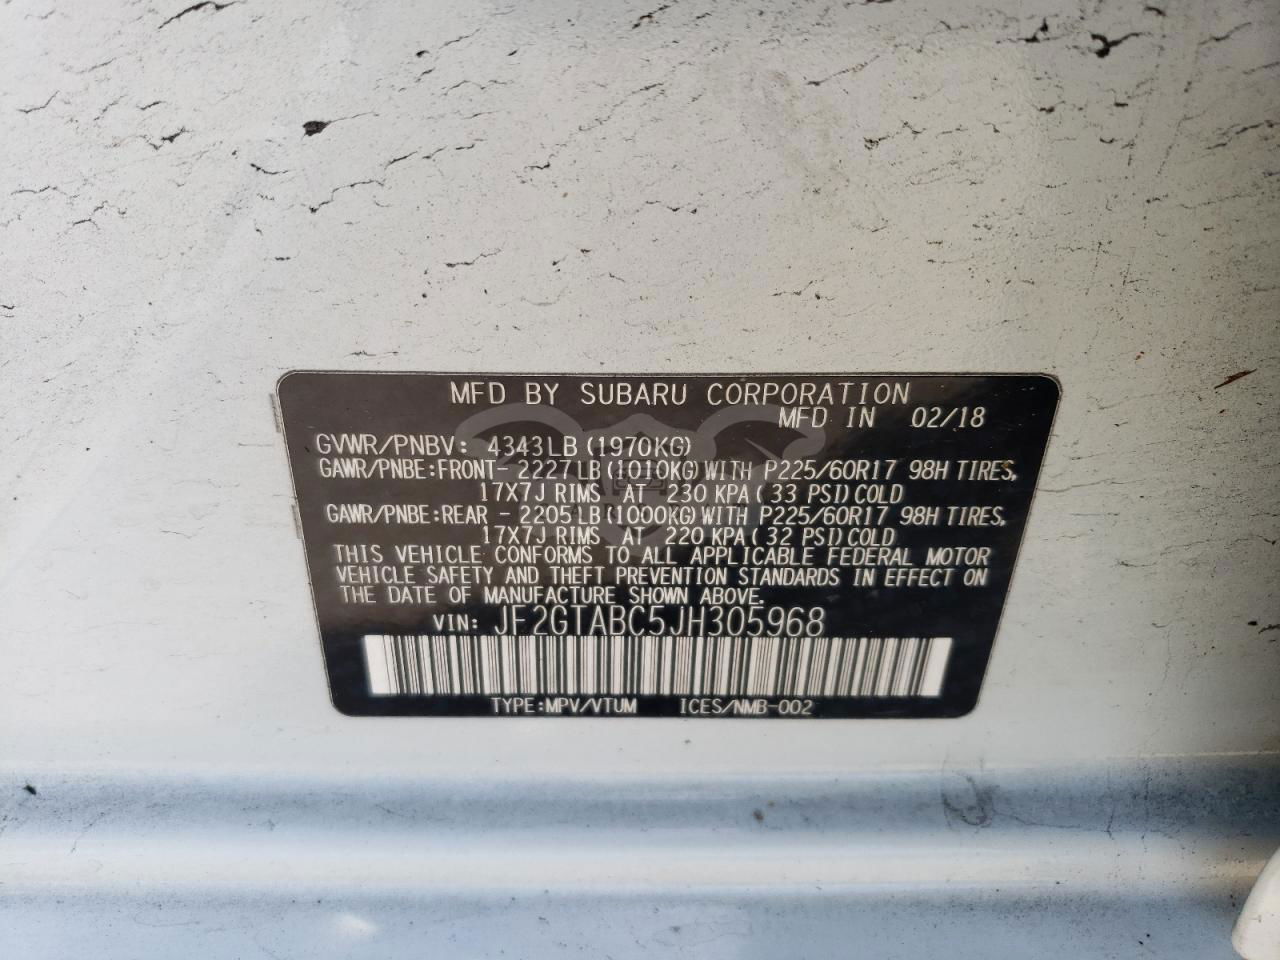 MFD BY SUBARU CORPORATION
MFD IN 02/18
GVWR/PNBV: 4343LB (1970KG)
GAWR/PNBE:FRONT- 2227LB (1010KG) WITH P225/60R17 98H TIRES,
17X7J RIMS AT 230 KPA ( 33 PSI) COLD
GAWR/PNBE:REAR - 2205LB (1000KG) WITH P225/60R17 98H TIRES,
17X7J RIMS AT 220 KPA ( 32 PSI) COLD
THIS VEHICLE CONFORMS TO ALL APPLICABLE FEDERAL MOTOR
VEHICLE SAFETY AND THEFT PREVENTION STANDARDS IN EFFECT ON
THE DATE OF MANUFACTURE SHOWN ABOVE.
VIN: JF2GTABC5JH305968
TYPE:MPV/VTUM ICES/NMB-002